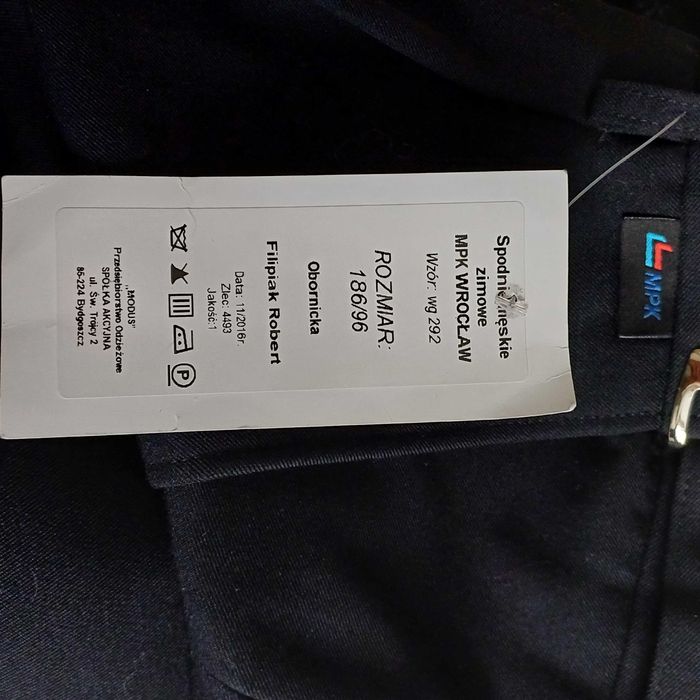 Spodnie męskie
zimowe
MPK WROCŁAW
Wzór: wg 292
ROZMIAR:
186/96
Obornicka
Filipiak Robert
Data: 11/2016r.
Zlec: 4493
Jakość:1
P
„MODUS"
Przedsiębiorstwo Odzieżowe
SPÓŁKA AKCYJNA
ul. Św. Trójcy 2
85-224 Bydgoszcz
MPK